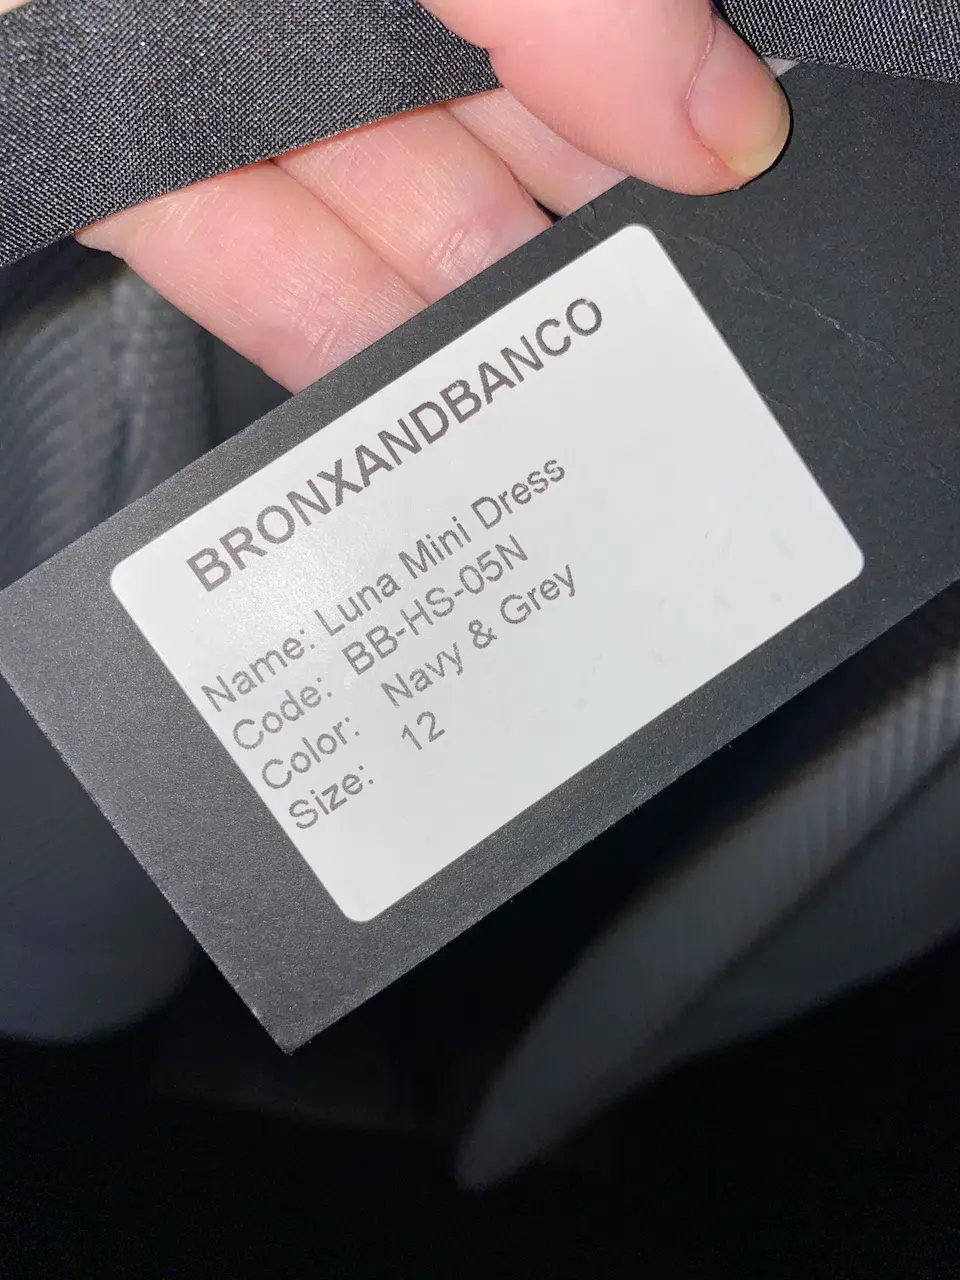 BRONXANDBANCO
Name: Luna Mini Dress
Code: BB-HS-05N
Color: Navy & Grey
Size: 12